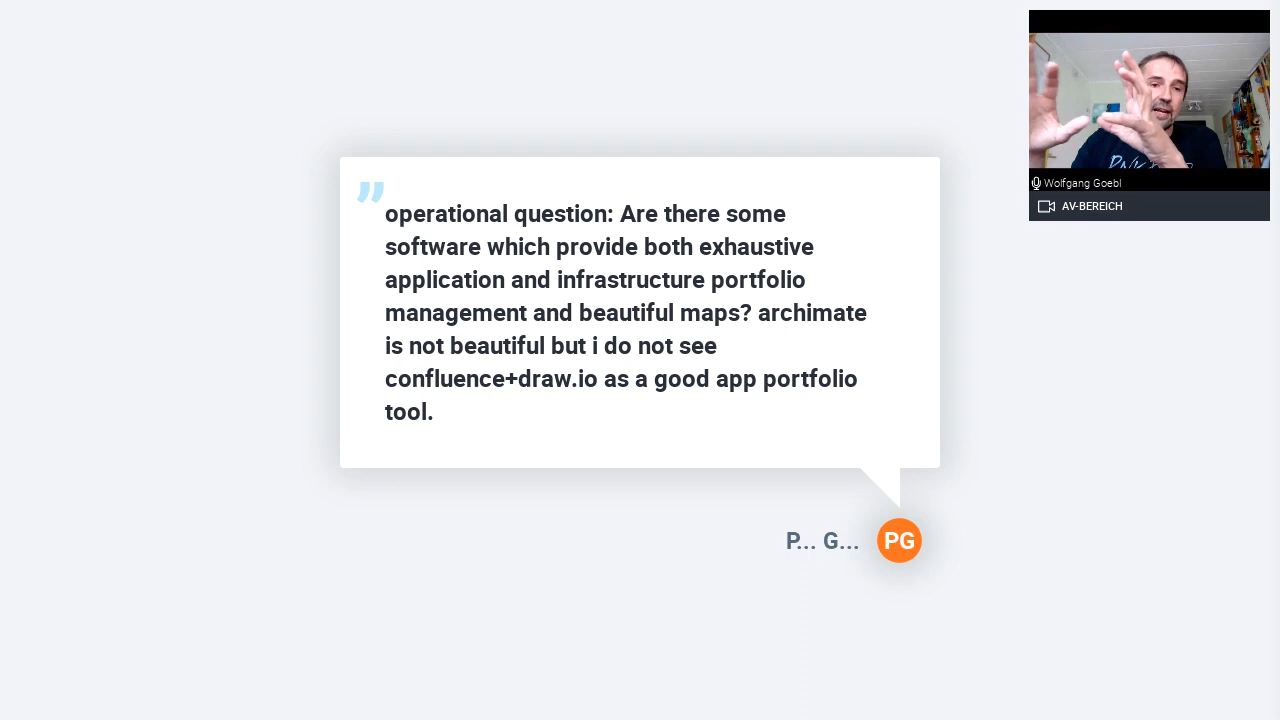 operational question: Are there some
software which provide both exhaustive
application and infrastructure portfolio
management and beautiful maps? archimate
is not beautiful but i do not see
confluence+draw.io as a good app portfolio
tool.
P... G...
PG
Wolfgang Goebl
AV-BEREICH